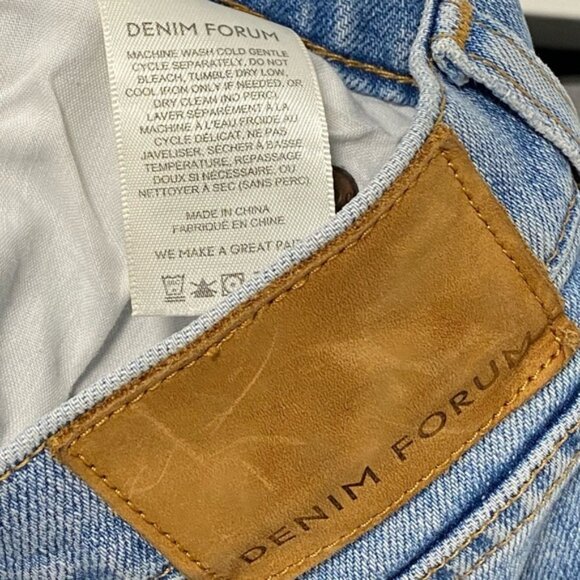 DENIM FORUM
MACHINE WASH COLD GENTLE
CYCLE SEPARATELY, DO NOT
BLEACH, TUMBLE DRY LOW,
COOL IRON ONLY IF NEEDED, OR
DRY CLEAN (NO PERC)
LAVER SÉPARÉMENT À LA
MACHINE À L'EAU FROIDE AU
CYCLE DÉLICAT, NE PAS
JAVELISER, SÉCHER À BASSE
TEMPÉRATURE, REPASSAGE
DOUX SI NÉCESSAIRE, OU
NETTOYER À SEC (SANS PERC)
MADE IN CHINA
FABRIQUÉ EN CHINE
WE MAKE A GREAT PAI
DENIM FORUM